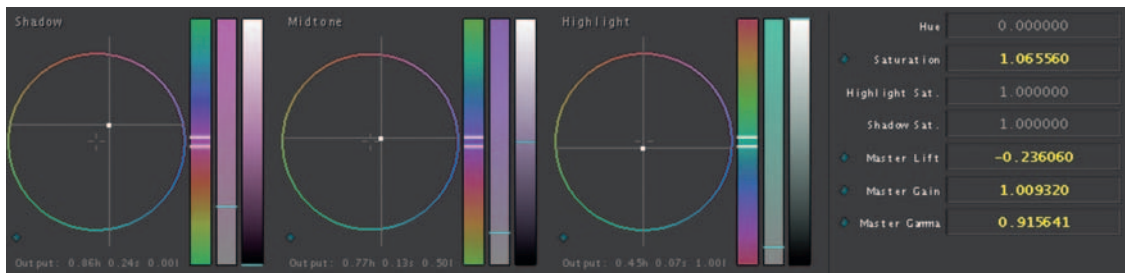 Shadow
Midtone
Highlight
Output: 0.86h 0.24s 0.00l
Output: 0.77h 0.13s 0.50l
Output: 0.45h 0.07s 1.00l
Hue 0.000000
Saturation 1.065560
Highlight Sat. 1.000000
Shadow Sat. 1.000000
Master Lift -0.236060
Master Gain 1.009320
Master Gamma 0.915641